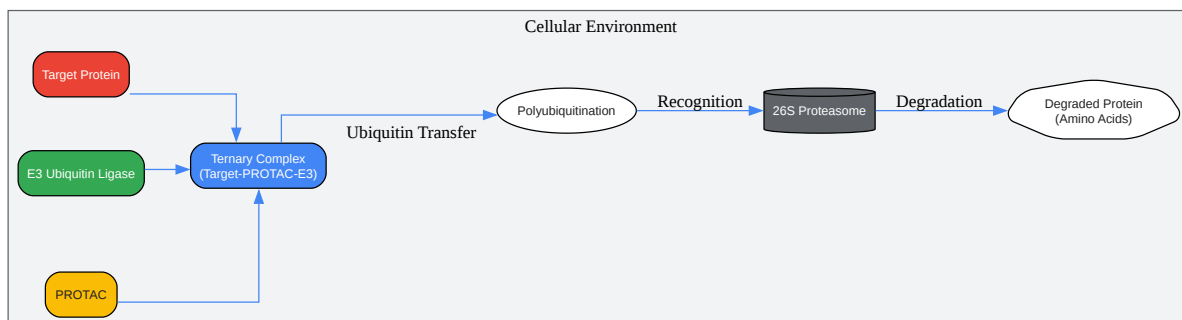 Cellular Environment
Target Protein
E3 Ubiquitin Ligase
PROTAC
Ternary Complex
(Target-PROTAC-E3)
Ubiquitin Transfer
Polyubiquitination
Recognition
26S Proteasome
Degradation
Degraded Protein
(Amino Acids)